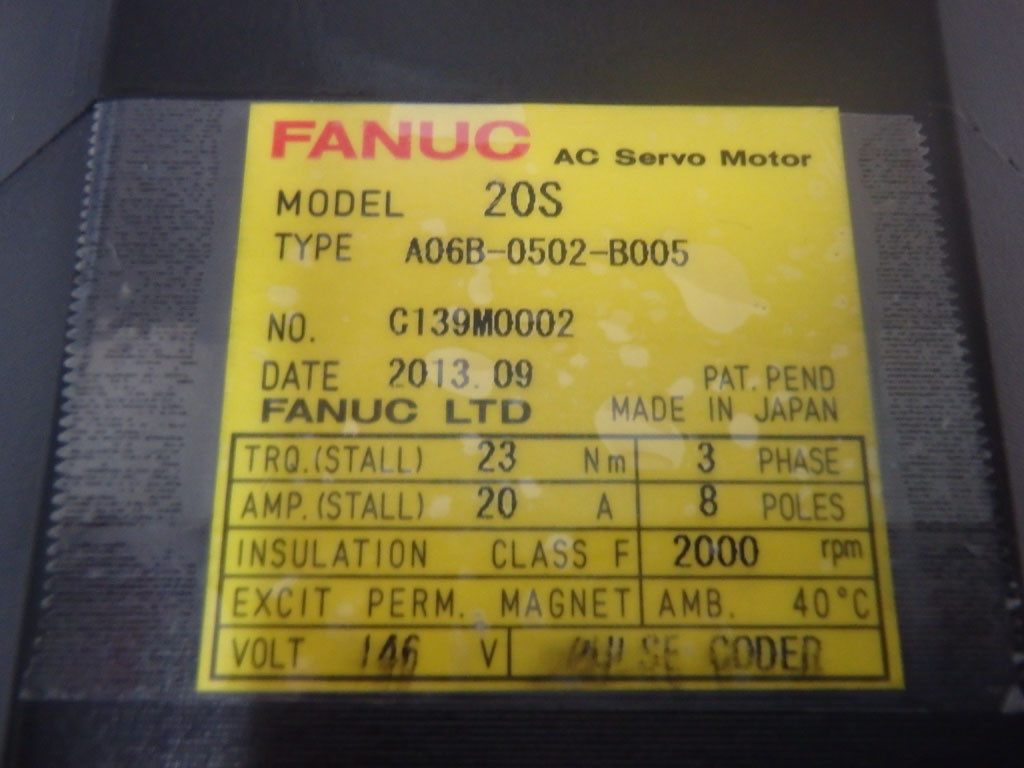 FANUC AC Servo Motor
MODEL 20S
TYPE A06B-0502-B005
NO. C139M0002
DATE 2013.09 PAT. PEND
FANUC LTD MADE IN JAPAN
TRQ.(STALL) 23 Nm 3 PHASE
AMP.(STALL) 20 A 8 POLES
INSULATION CLASS F 2000 rpm
EXCIT PERM. MAGNET AMB. 40°C
VOLT 146 V PULSE CODER